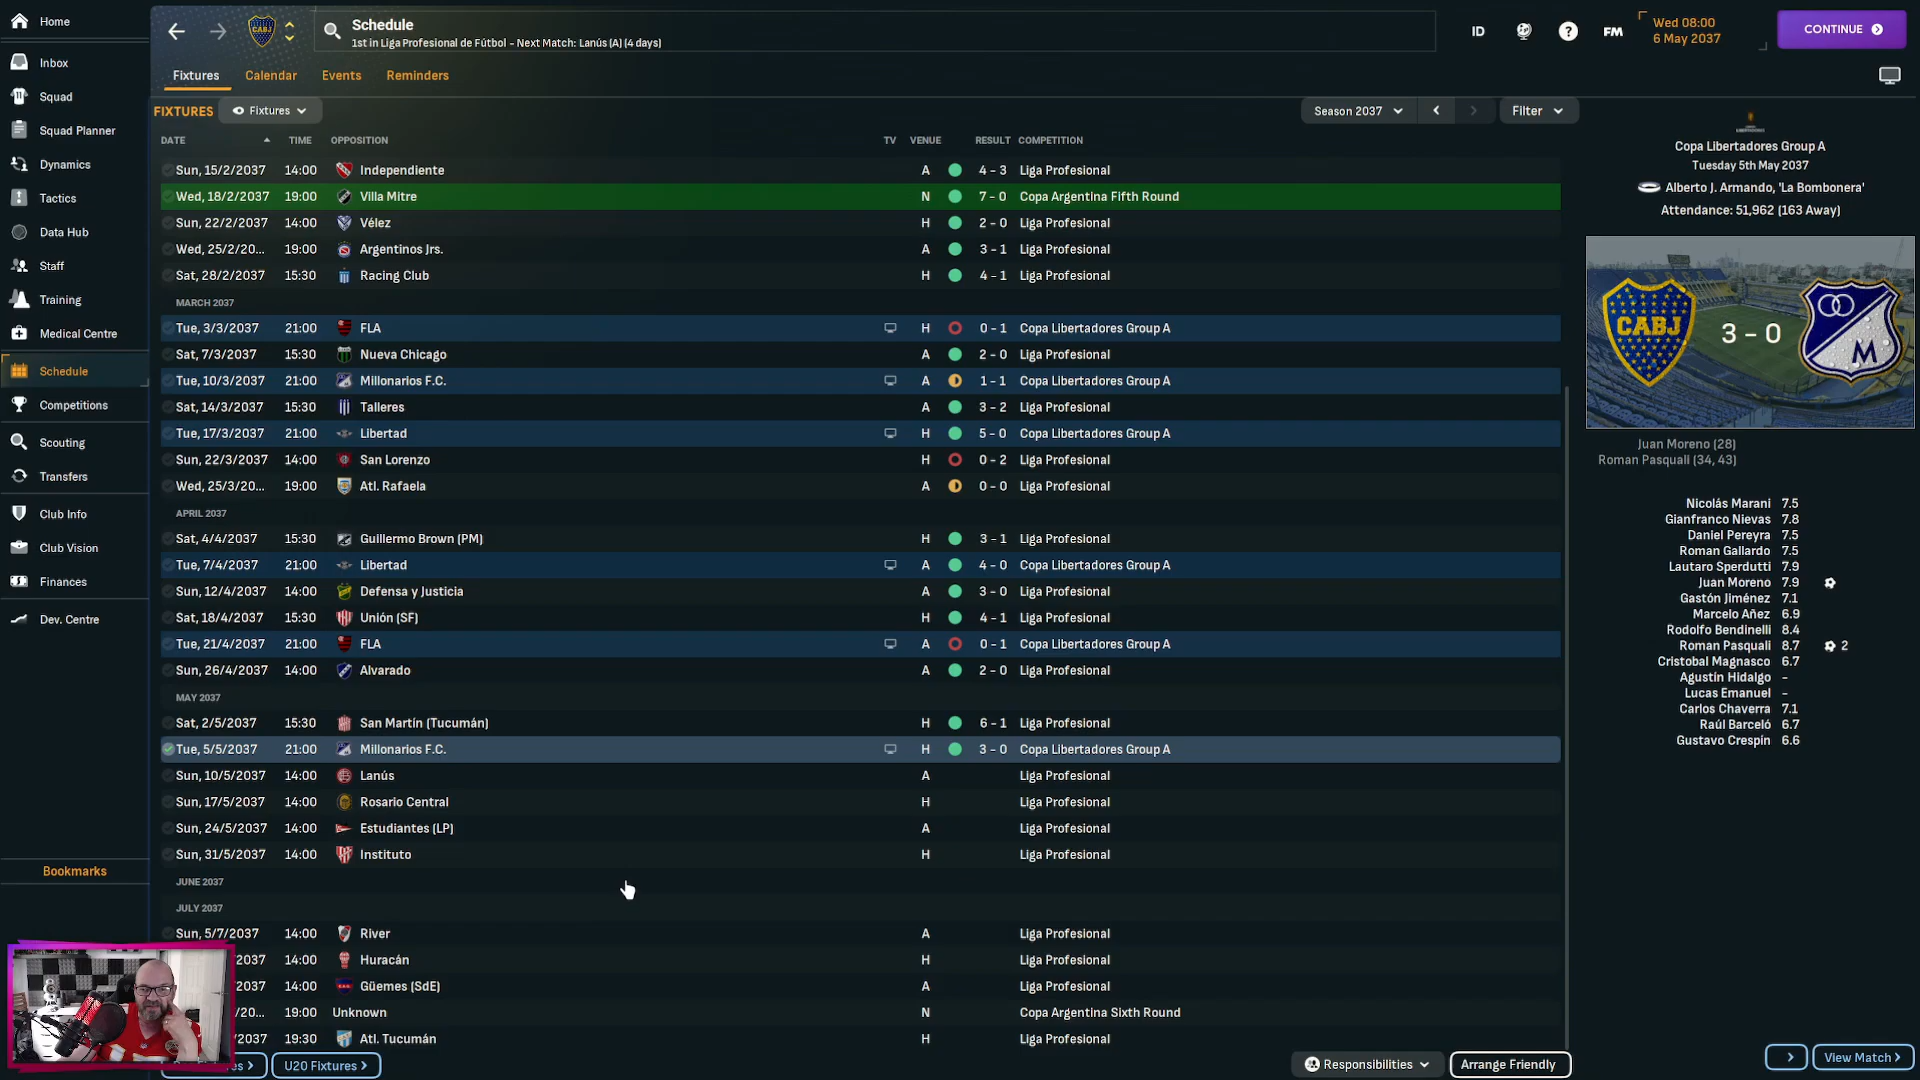 Home
Inbox
Squad
Squad Planner
Dynamics
Tactics
Data Hub
Staff
Training
Medical Centre
Schedule
Competitions
Scouting
Transfers
Club Info
Club Vision
Finances
Dev. Centre
Bookmarks
CABJ
Schedule
1st in Liga Profesional de Fútbol - Next Match: Lanús (A) (4 days)
ID
?
FM
Wed 08:00
6 May 2037
CONTINUE
Fixtures Calendar Events Reminders
FIXTURES Fixtures
Season 2037 Filter
DATE TIME OPPOSITION TV VENUE RESULT COMPETITION
Sun, 15/2/2037 14:00 Independiente A 4 - 3 Liga Profesional
Wed, 18/2/2037 19:00 Villa Mitre N 7 - 0 Copa Argentina Fifth Round
Sun, 22/2/2037 14:00 Vélez H 2 - 0 Liga Profesional
Wed, 25/2/20... 19:00 Argentinos Jrs. A 3 - 1 Liga Profesional
Sat, 28/2/2037 15:30 Racing Club H 4 - 1 Liga Profesional
MARCH 2037
Tue, 3/3/2037 21:00 FLA H 0 - 1 Copa Libertadores Group A
Sat, 7/3/2037 15:30 Nueva Chicago A 2 - 0 Liga Profesional
Tue, 10/3/2037 21:00 Millonarios F.C. A 1 - 1 Copa Libertadores Group A
Sat, 14/3/2037 15:30 Talleres A 3 - 2 Liga Profesional
Tue, 17/3/2037 21:00 Libertad H 5 - 0 Copa Libertadores Group A
Sun, 22/3/2037 14:00 San Lorenzo H 0 - 2 Liga Profesional
Wed, 25/3/20... 19:00 Atl. Rafaela A 0 - 0 Liga Profesional
APRIL 2037
Sat, 4/4/2037 15:30 Guillermo Brown (PM) H 3 - 1 Liga Profesional
Tue, 7/4/2037 21:00 Libertad A 4 - 0 Copa Libertadores Group A
Sun, 12/4/2037 14:00 Defensa y Justicia A 3 - 0 Liga Profesional
Sat, 18/4/2037 15:30 Unión (SF) H 4 - 1 Liga Profesional
Tue, 21/4/2037 21:00 FLA A 0 - 1 Copa Libertadores Group A
Sun, 26/4/2037 14:00 Alvarado A 2 - 0 Liga Profesional
MAY 2037
Sat, 2/5/2037 15:30 San Martín (Tucumán) H 6 - 1 Liga Profesional
Tue, 5/5/2037 21:00 Millonarios F.C. H 3 - 0 Copa Libertadores Group A
Sun, 10/5/2037 14:00 Lanús A Liga Profesional
Sun, 17/5/2037 14:00 Rosario Central H Liga Profesional
Sun, 24/5/2037 14:00 Estudiantes (LP) A Liga Profesional
Sun, 31/5/2037 14:00 Instituto H Liga Profesional
JUNE 2037
JULY 2037
Sun, 5/7/2037 14:00 River A Liga Profesional
/2037 14:00 Huracán H Liga Profesional
/2037 14:00 Güemes (SdE) A Liga Profesional
/20... 19:00 Unknown N Copa Argentina Sixth Round
/2037 19:30 Atl. Tucumán H Liga Profesional
U20 Fixtures
Responsibilities
Arrange Friendly
View Match
Copa Libertadores Group A
Tuesday 5th May 2037
Alberto J. Armando, 'La Bombonera'
Attendance: 51,962 (163 Away)
CABJ 3 - 0 M
Juan Moreno (28)
Roman Pasquali (34, 43)
Nicolás Marani 7.5
Gianfranco Nievas 7.8
Daniel Pereyra 7.5
Roman Gallardo 7.5
Lautaro Sperdutti 7.9
Juan Moreno 7.9
Gastón Jiménez 7.1
Marcelo Añez 6.9
Rodolfo Bendinelli 8.4
Roman Pasquali 8.7 2
Cristobal Magnasco 6.7
Agustín Hidalgo -
Lucas Emanuel -
Carlos Chaverra 7.1
Raúl Barceló 6.7
Gustavo Crespín 6.6